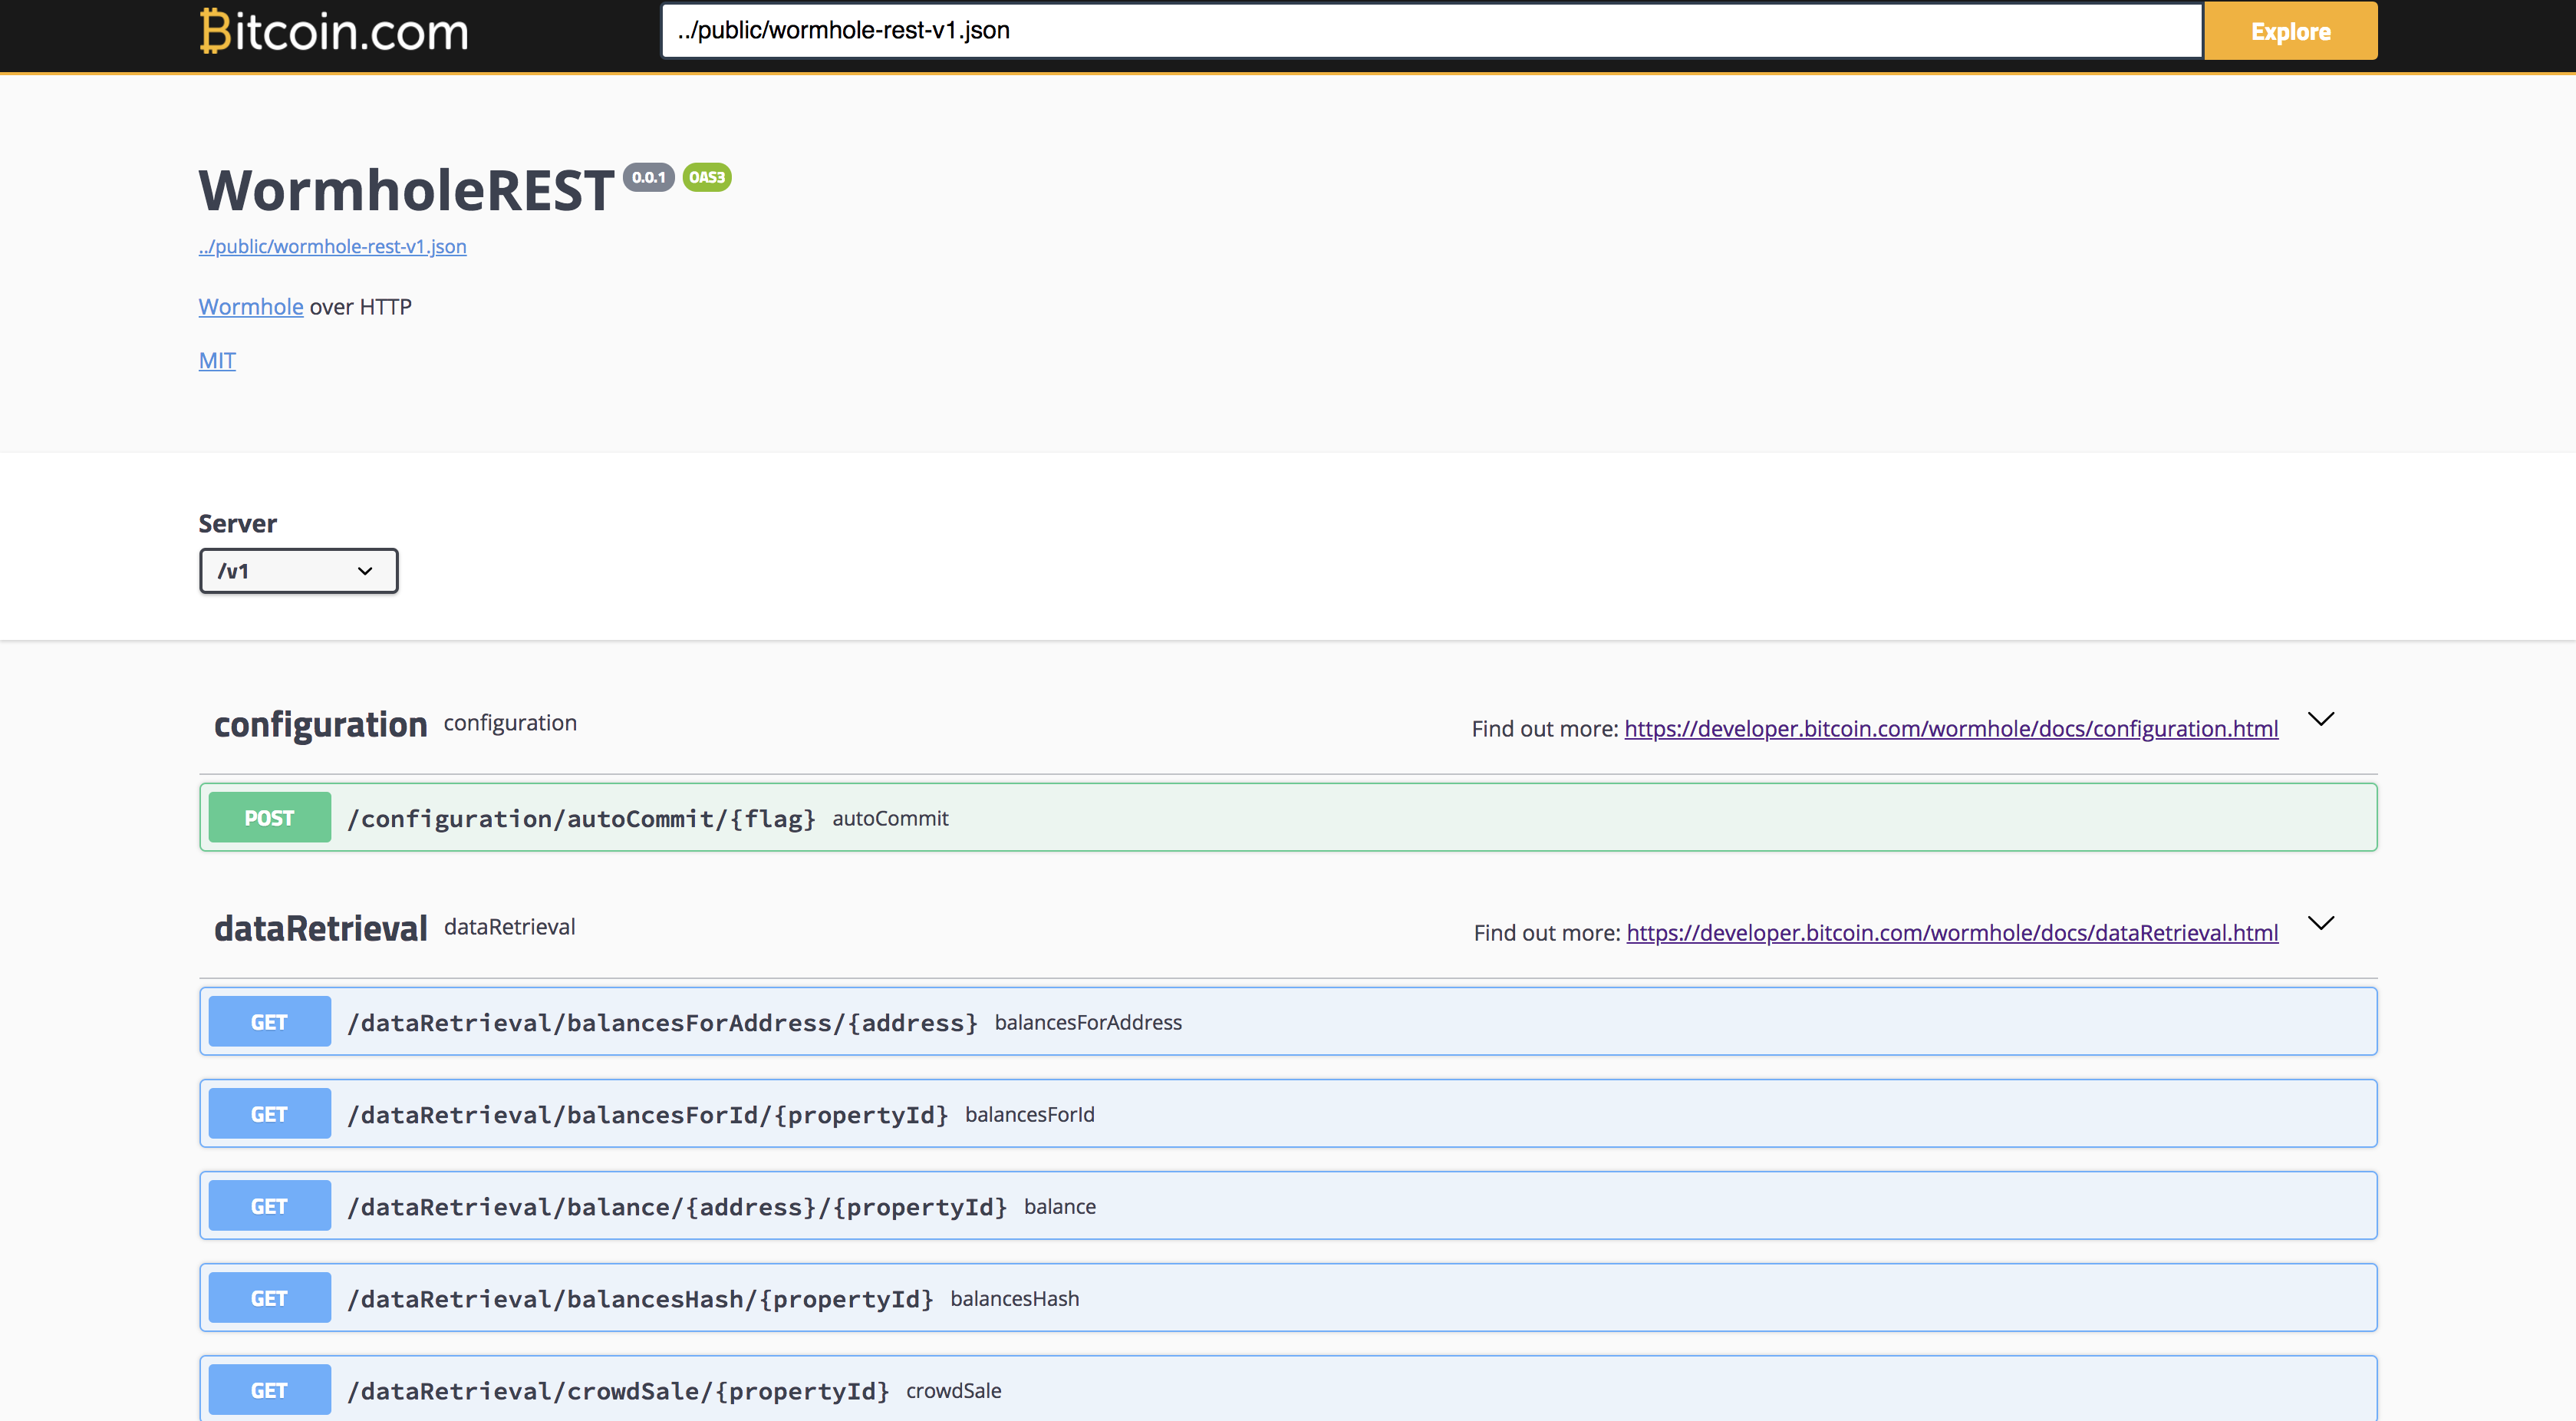 Bitcoin.com ../public/wormhole-rest-v1.json Explore
WormholeREST 0.0.1 OAS3
../public/wormhole-rest-v1.json
Wormhole over HTTP
MIT
Server
/v1
configuration configuration Find out more: https://developer.bitcoin.com/wormhole/docs/configuration.html
POST /configuration/autoCommit/{flag} autoCommit
dataRetrieval dataRetrieval Find out more: https://developer.bitcoin.com/wormhole/docs/dataRetrieval.html
GET /dataRetrieval/balancesForAddress/{address} balancesForAddress
GET /dataRetrieval/balancesForId/{propertyId} balancesForId
GET /dataRetrieval/balance/{address}/{propertyId} balance
GET /dataRetrieval/balancesHash/{propertyId} balancesHash
GET /dataRetrieval/crowdSale/{propertyId} crowdSale